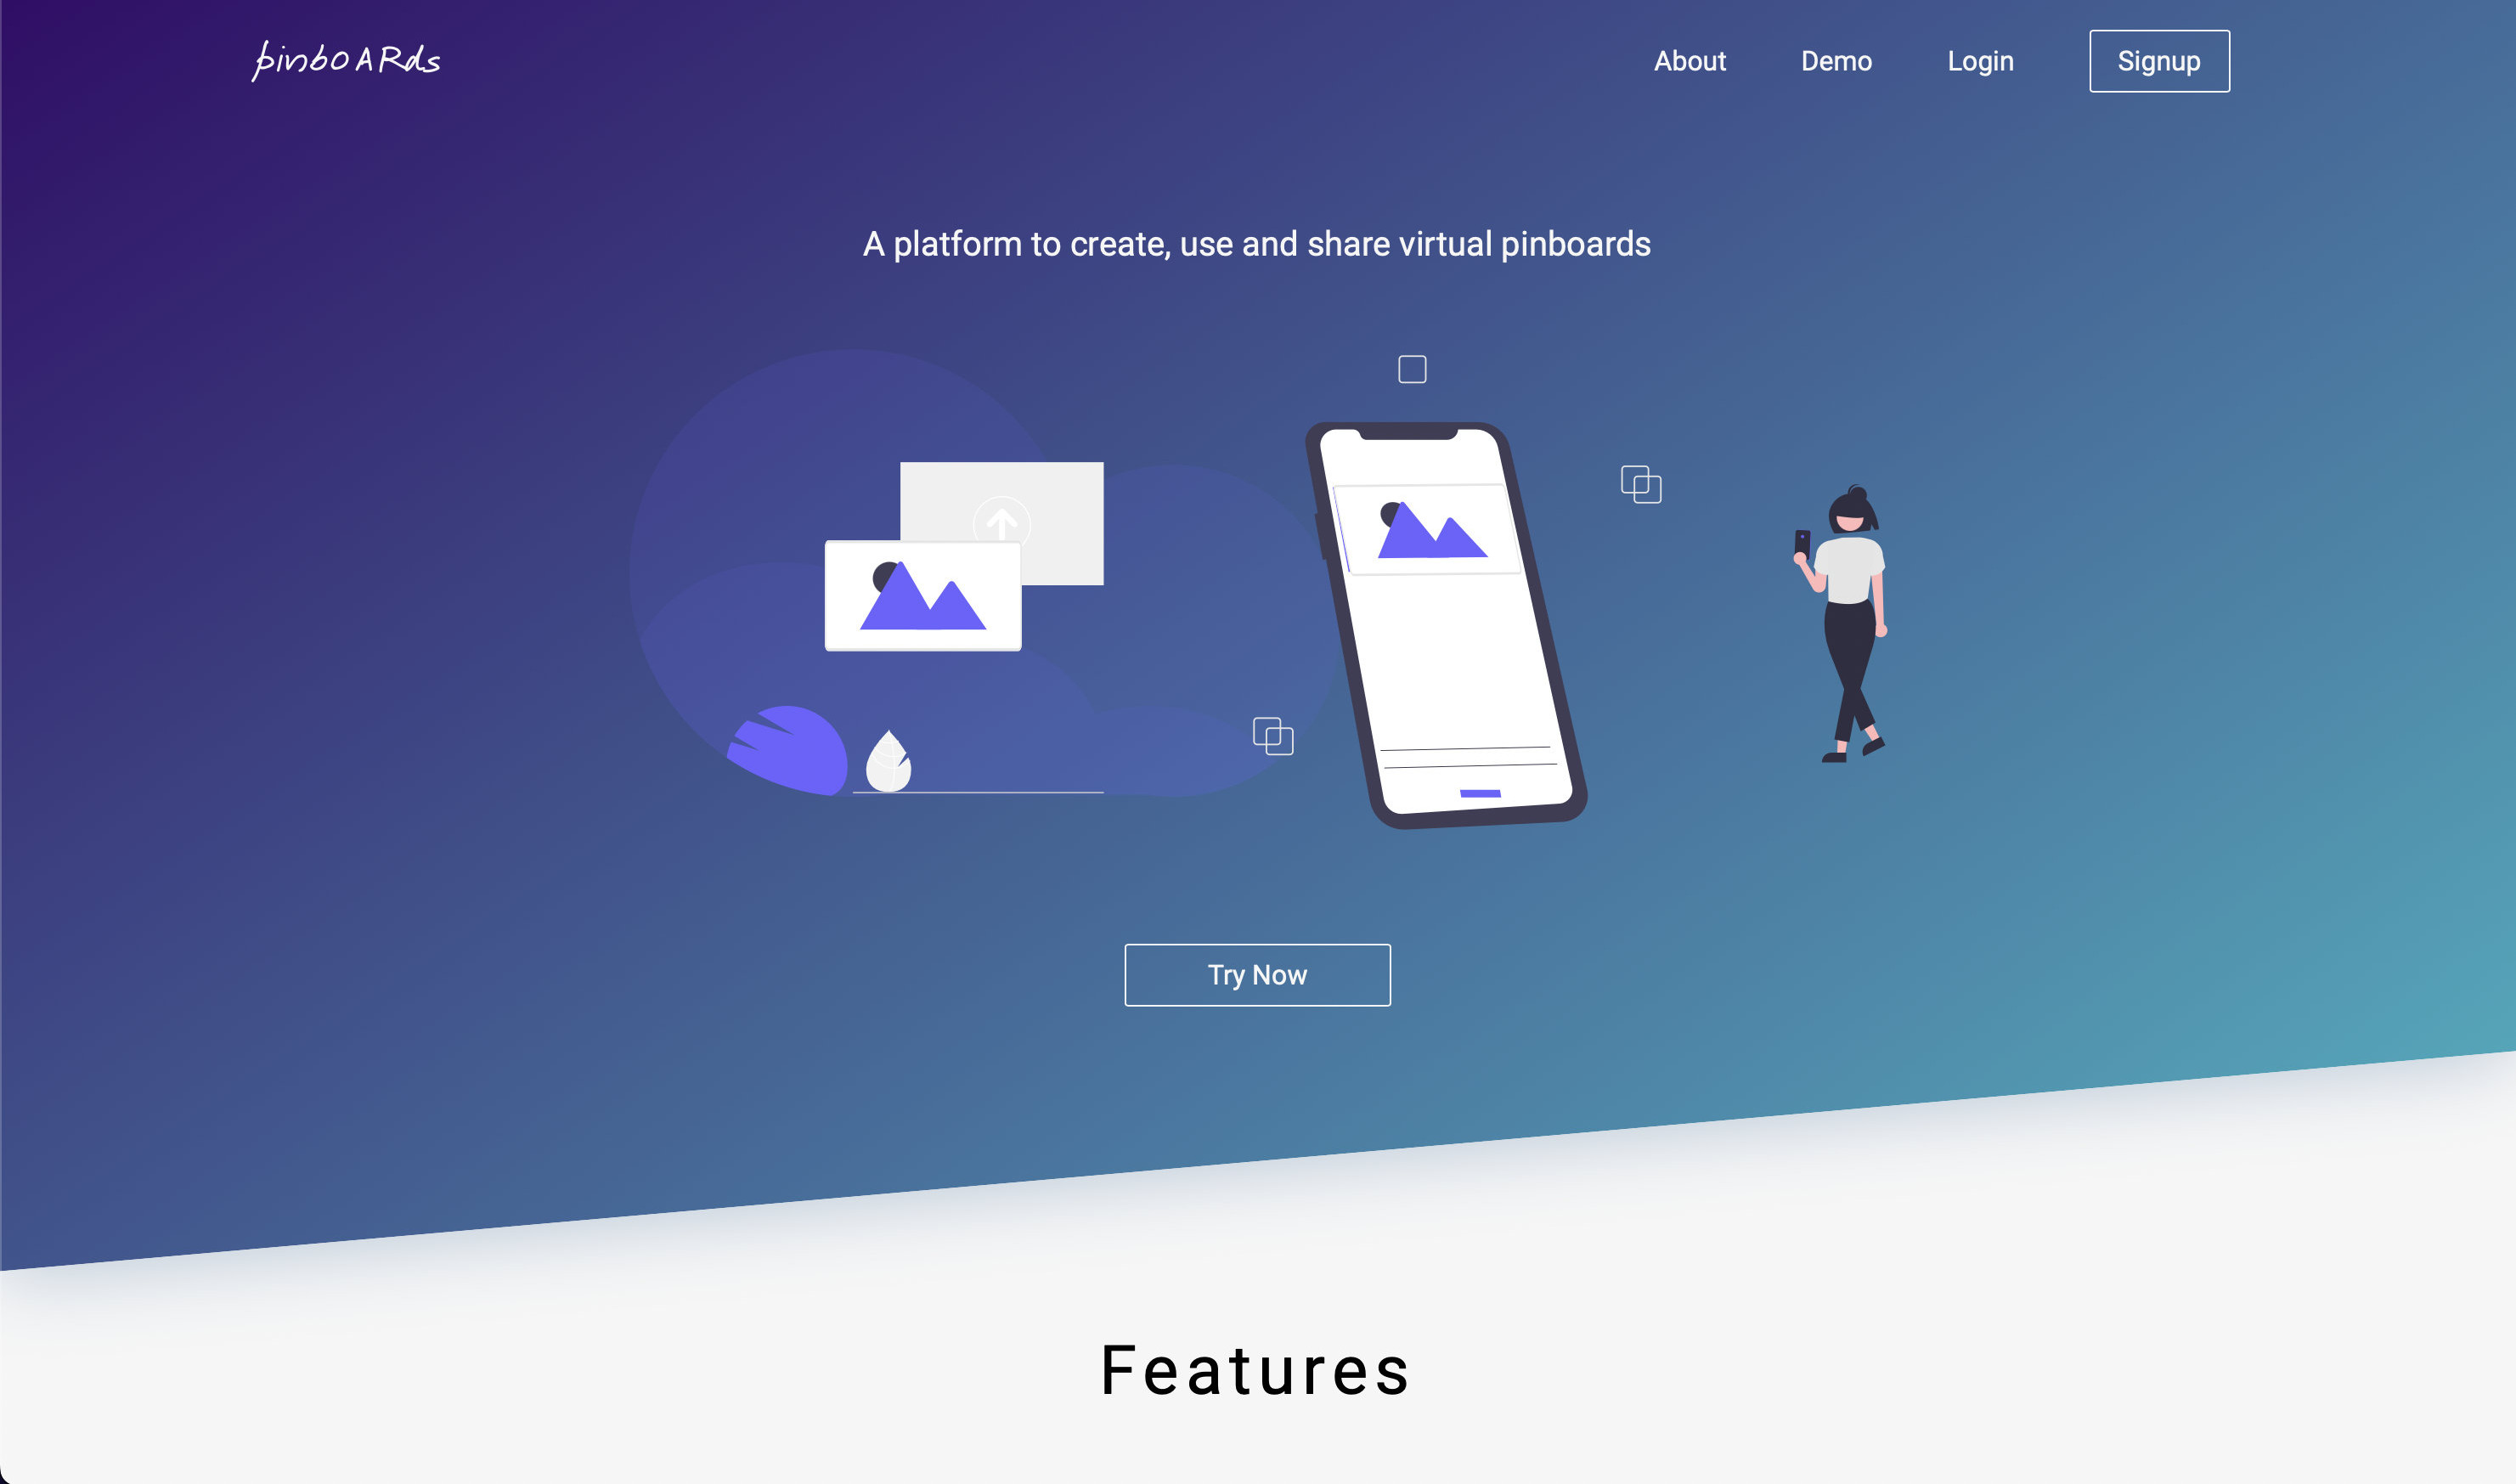 pinboARds
About
Demo
Login
Signup
A platform to create, use and share virtual pinboards
Try Now
Features